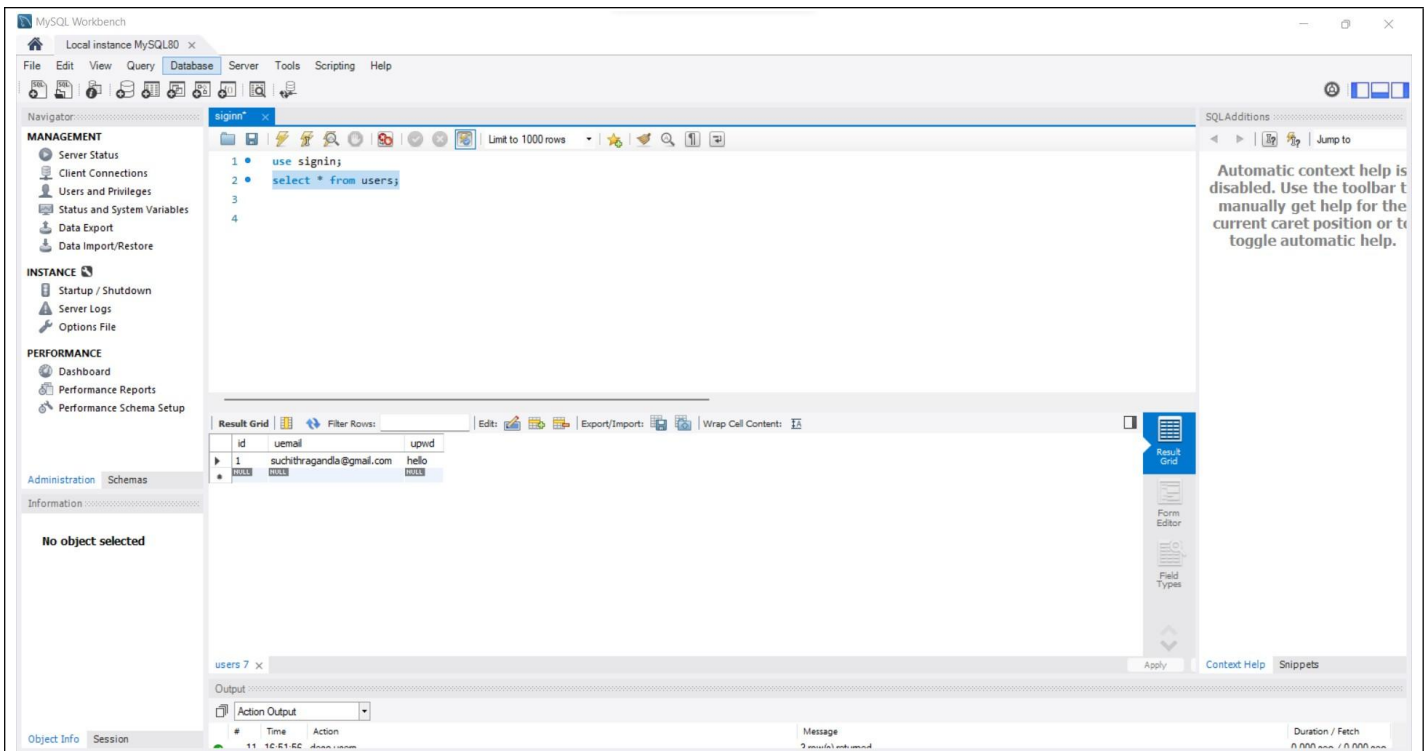 MySQL Workbench
Local instance MySQL80
File Edit View Query Database Server Tools Scripting Help
Navigator
MANAGEMENT
Server Status
Client Connections
Users and Privileges
Status and System Variables
Data Export
Data Import/Restore
INSTANCE
Startup / Shutdown
Server Logs
Options File
PERFORMANCE
Dashboard
Performance Reports
Performance Schema Setup
Administration Schemas
Information
No object selected
Object Info Session
siginn*
Limit to 1000 rows
1 use signin;
2 select * from users;
3
4
Result Grid Filter Rows: Edit: Export/Import: Wrap Cell Content:
id uemail upwd
1 suchithragandla@gmail.com hello
NULL NULL NULL
Result
Grid
Form
Editor
Field
Types
users 7
Apply
Output
Action Output
# Time Action Message Duration / Fetch
11 16:51:56 2 row(s) returned
SQLAdditions
Jump to
Automatic context help is
disabled. Use the toolbar t
manually get help for the
current caret position or to
toggle automatic help.
Context Help Snippets